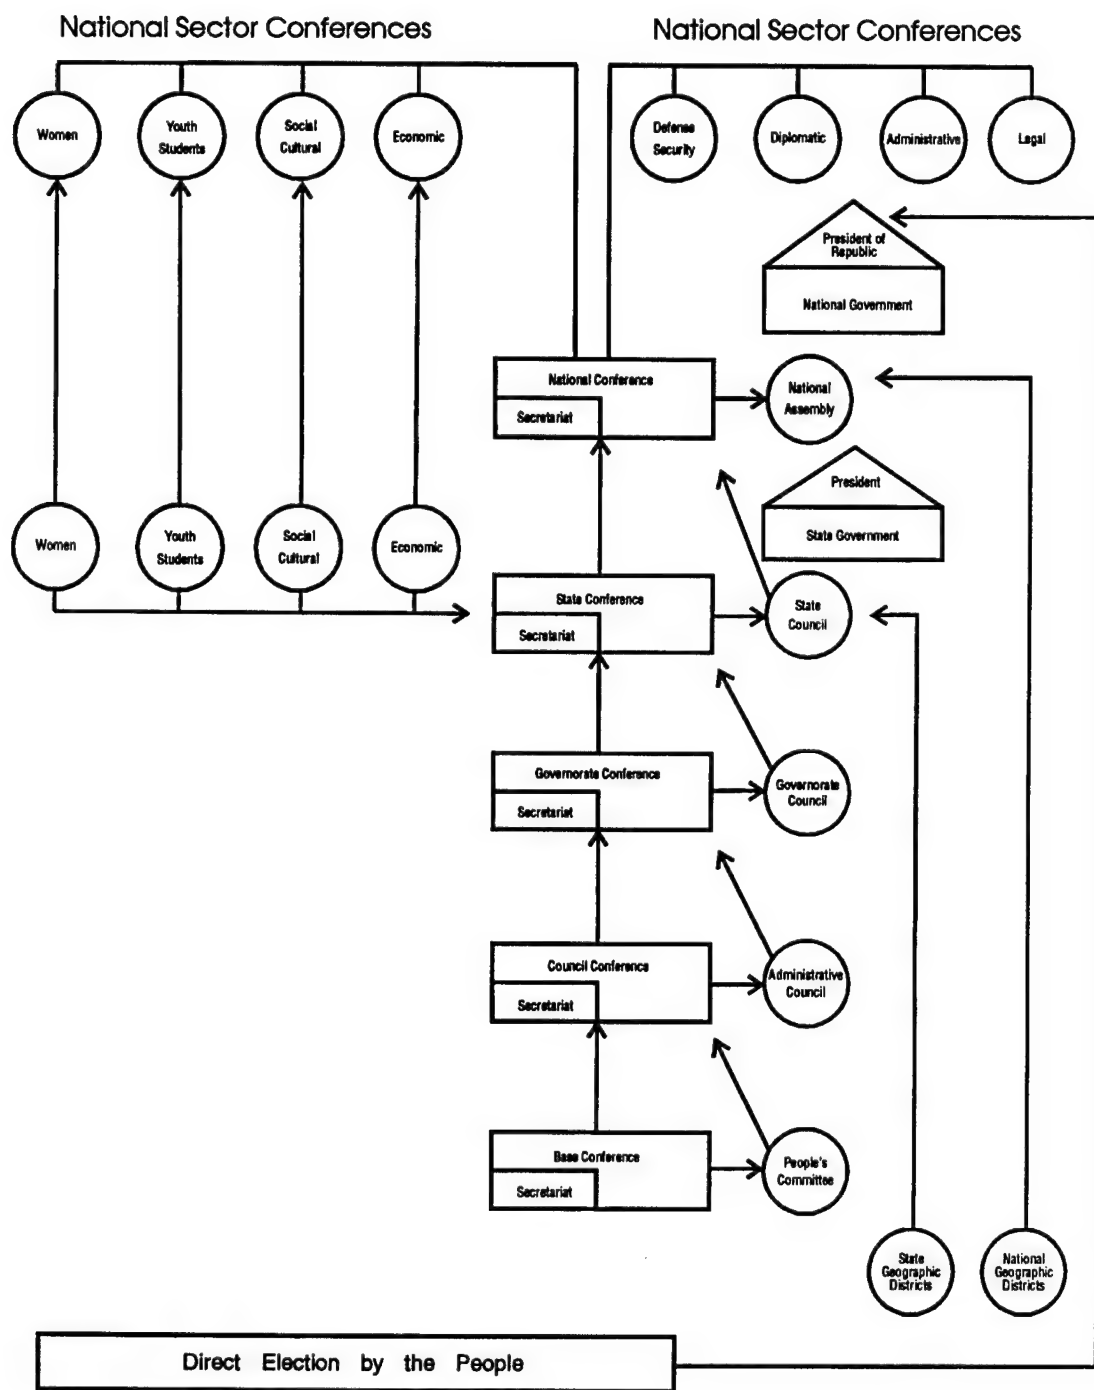 National Sector Conferences
National Sector Conferences
Women
Youth
Students
Social
Cultural
Economic
Defense
Security
Diplomatic
Administrative
Legal
President of
Republic
National Government
National Conference
Secretariat
National
Assembly
President
State Government
Women
Youth
Students
Social
Cultural
Economic
State Conference
Secretariat
State
Council
Governorate Conference
Secretariat
Governorate
Council
Council Conference
Secretariat
Administrative
Council
Base Conference
Secretariat
People's
Committee
State
Geographic
Districts
National
Geographic
Districts
Direct Election by the People